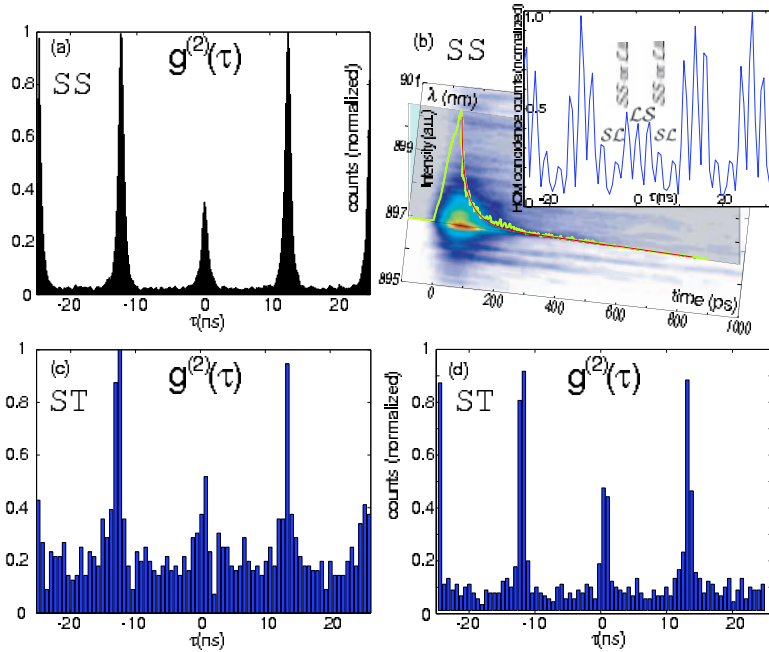 (a)
SS
g(2)(τ)
counts (normalized)
1
0.8
0.6
0.4
0.2
0
-20
-10
0
10
20
τ(ns)
(b)
SS
901
λ (nm)
899
897
895
Intensity (a.u.)
0
200
400
600
800
1000
time (ps)
HOM coincidence counts(normalized)
1.0
0.5
SL
SS or LL
LS
SS or LL
SL
-20
0
20
τ(ns)
(c)
ST
g(2)(τ)
1
0.8
0.6
0.4
0.2
0
-20
-10
0
10
20
τ(ns)
(d)
ST
g(2)(τ)
counts (normalized)
1
0.8
0.6
0.4
0.2
0
-20
-10
0
10
20
τ(ns)